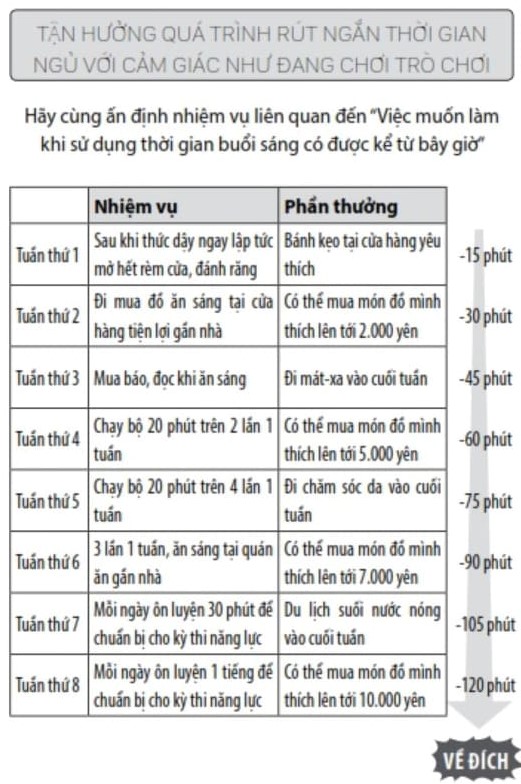 TẬN HƯỞNG QUÁ TRÌNH RÚT NGẮN THỜI GIAN
NGỦ VỚI CẢM GIÁC NHƯ ĐANG CHƠI TRÒ CHƠI
Hãy cùng ấn định nhiệm vụ liên quan đến “Việc muốn làm
khi sử dụng thời gian buổi sáng có được kể từ bây giờ”
Nhiệm vụ Phần thưởng
Tuần thứ 1
Sau khi thức dậy ngay lập tức
mở hết rèm cửa, đánh răng
Bánh kẹo tại cửa hàng yêu
thích
-15 phút
Tuần thứ 2
Đi mua đồ ăn sáng tại cửa
hàng tiện lợi gần nhà
Có thể mua món đồ mình
thích lên tới 2.000 yên
-30 phút
Tuần thứ 3
Mua báo, đọc khi ăn sáng
Đi mát-xa vào cuối tuần
-45 phút
Tuần thứ 4
Chạy bộ 20 phút trên 2 lần 1
tuần
Có thể mua món đồ mình
thích lên tới 5.000 yên
-60 phút
Tuần thứ 5
Chạy bộ 20 phút trên 4 lần 1
tuần
Đi chăm sóc da vào cuối
tuần
-75 phút
Tuần thứ 6
3 lần 1 tuần, ăn sáng tại quán
ăn gần nhà
Có thể mua món đồ mình
thích lên tới 7.000 yên
-90 phút
Tuần thứ 7
Mỗi ngày ôn luyện 30 phút để
chuẩn bị cho kỳ thi năng lực
Du lịch suối nước nóng
vào cuối tuần
-105 phút
Tuần thứ 8
Mỗi ngày ôn luyện 1 tiếng để
chuẩn bị cho kỳ thi năng lực
Có thể mua món đồ mình
thích lên tới 10.000 yên
-120 phút
VỀ ĐÍCH